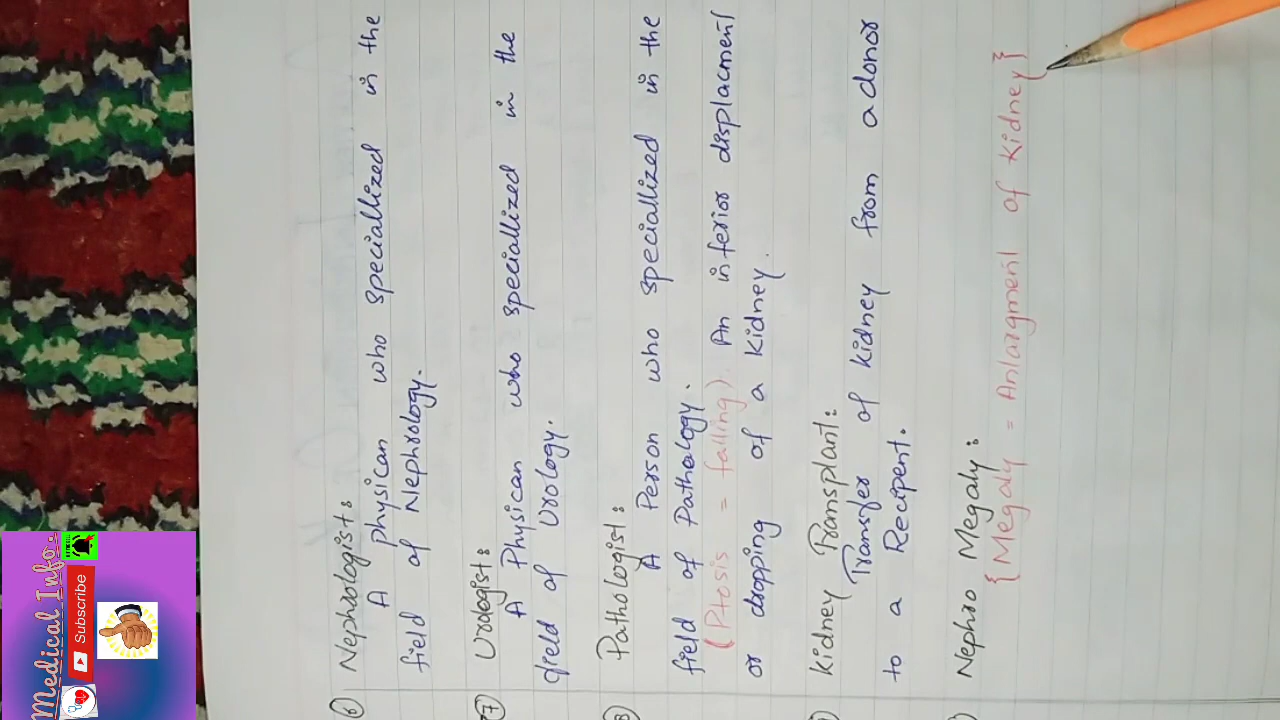 6 Nephrologist:
A physican who speciallized in the
field of Nephrology.
7 Urologist:
A Physican who speciallized in the
field of Urology.
8 Pathologist:
A Person who speciallized in the
field of Pathology.
(Ptosis = falling) An inferior displacment
or dropping of a kidney.
Kidney Transplant:
Transfer of kidney from a donor
to a Recipent.
Nephro Megaly:
{Megaly = Anlargment of Kidney}
Medical Info.
Subscribe